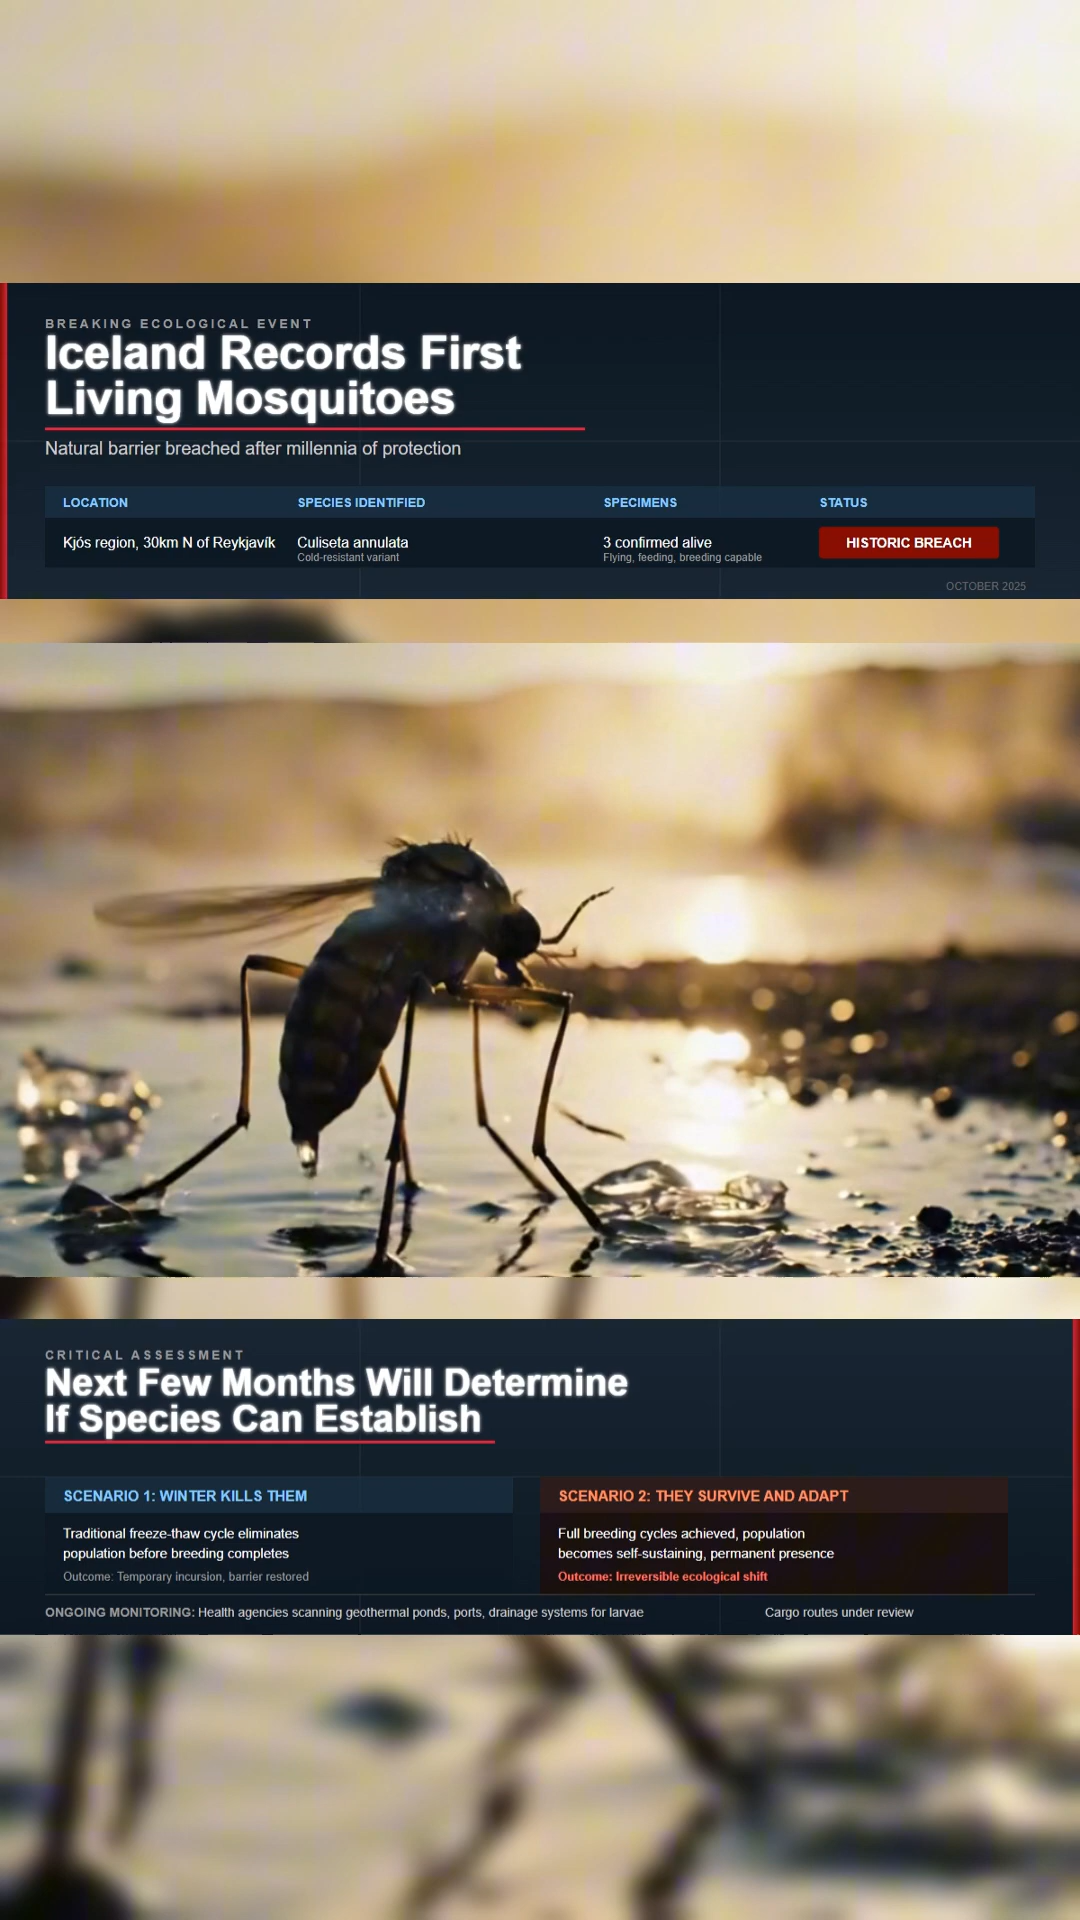 BREAKING ECOLOGICAL EVENT
Iceland Records First
Living Mosquitoes
Natural barrier breached after millennia of protection
LOCATION SPECIES IDENTIFIED SPECIMENS STATUS
Kjós region, 30km N of Reykjavík Culiseta annulata 3 confirmed alive HISTORIC BREACH
Cold-resistant variant Flying, feeding, breeding capable
OCTOBER 2025
CRITICAL ASSESSMENT
Next Few Months Will Determine
If Species Can Establish
SCENARIO 1: WINTER KILLS THEM
Traditional freeze-thaw cycle eliminates
population before breeding completes
Outcome: Temporary incursion, barrier restored
SCENARIO 2: THEY SURVIVE AND ADAPT
Full breeding cycles achieved, population
becomes self-sustaining, permanent presence
Outcome: Irreversible ecological shift
ONGOING MONITORING: Health agencies scanning geothermal ponds, ports, drainage systems for larvae Cargo routes under review